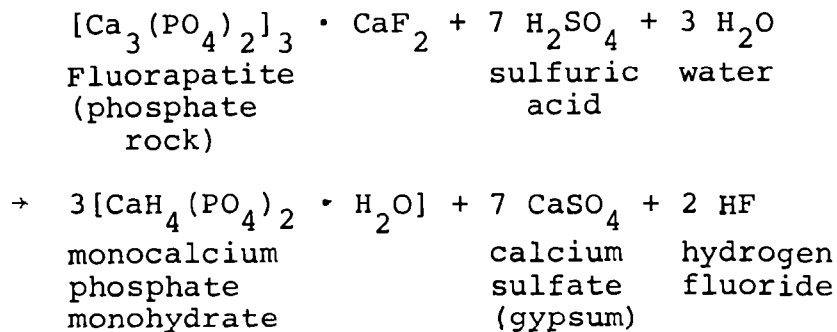 [Ca₃(PO₄)₂]₃ · CaF₂ + 7 H₂SO₄ + 3 H₂O
Fluorapatite sulfuric water
(phosphate acid
rock)
→ 3[CaH₄(PO₄)₂ · H₂O] + 7 CaSO₄ + 2 HF
monocalcium calcium hydrogen
phosphate sulfate fluoride
monohydrate (gypsum)